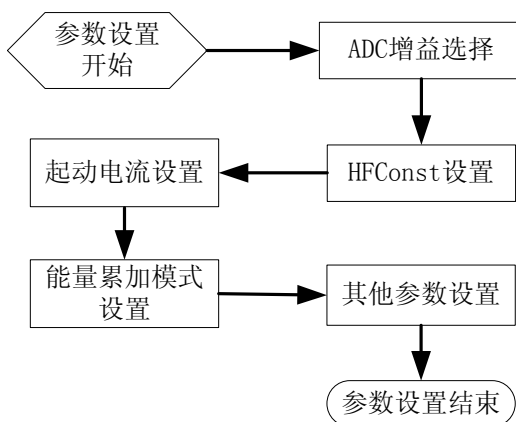 参数设置
开始
ADC增益选择
HFConst设置
起动电流设置
能量累加模式
设置
其他参数设置
参数设置结束